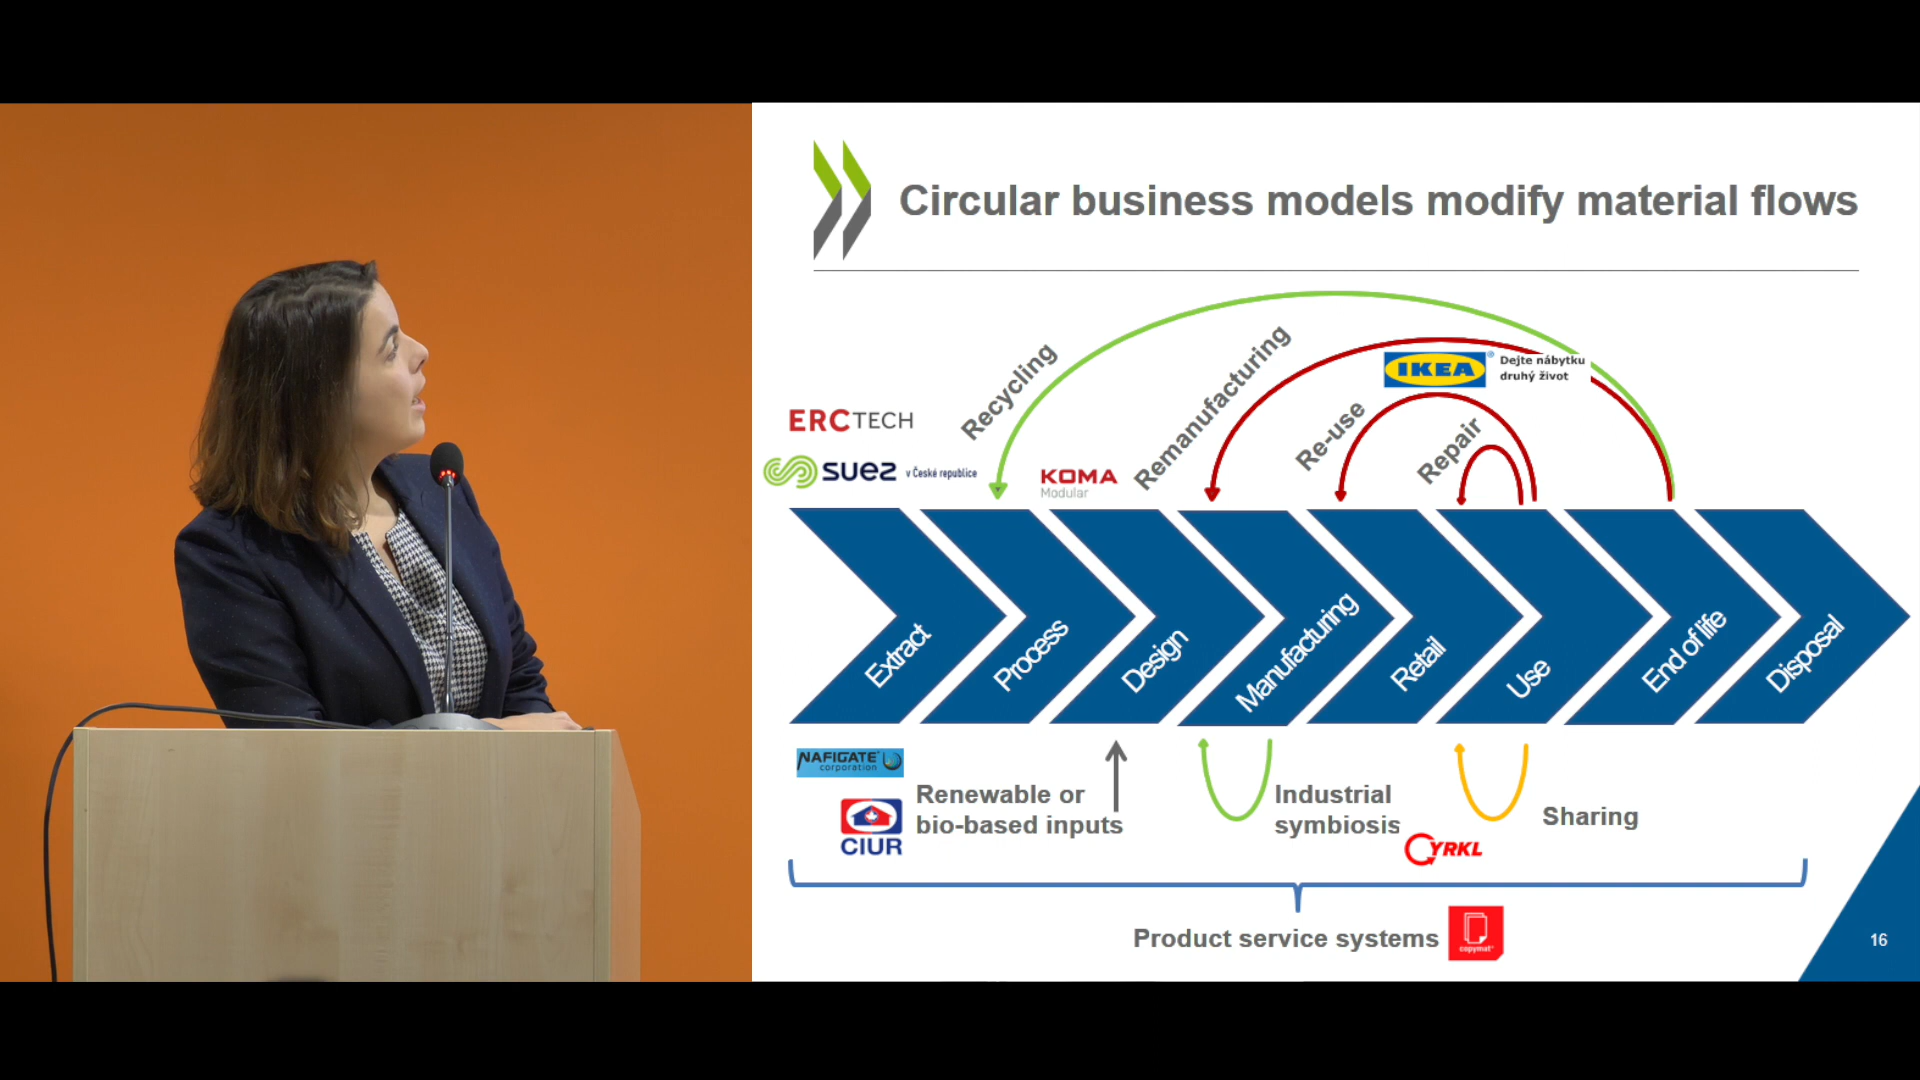 Circular business models modify material flows
Recycling
Remanufacturing
Re-use
Repair
IKEA®
Dejte nábytku
druhý život
ERCTECH
suez v České republice
KOMA
Modular
Extract
Process
Design
Manufacturing
Retail
Use
End of life
Disposal
NAFIGATE
corporation
CIUR
Renewable or
bio-based inputs
Industrial
symbiosis
CYRKL
Sharing
Product service systems
copymat
16